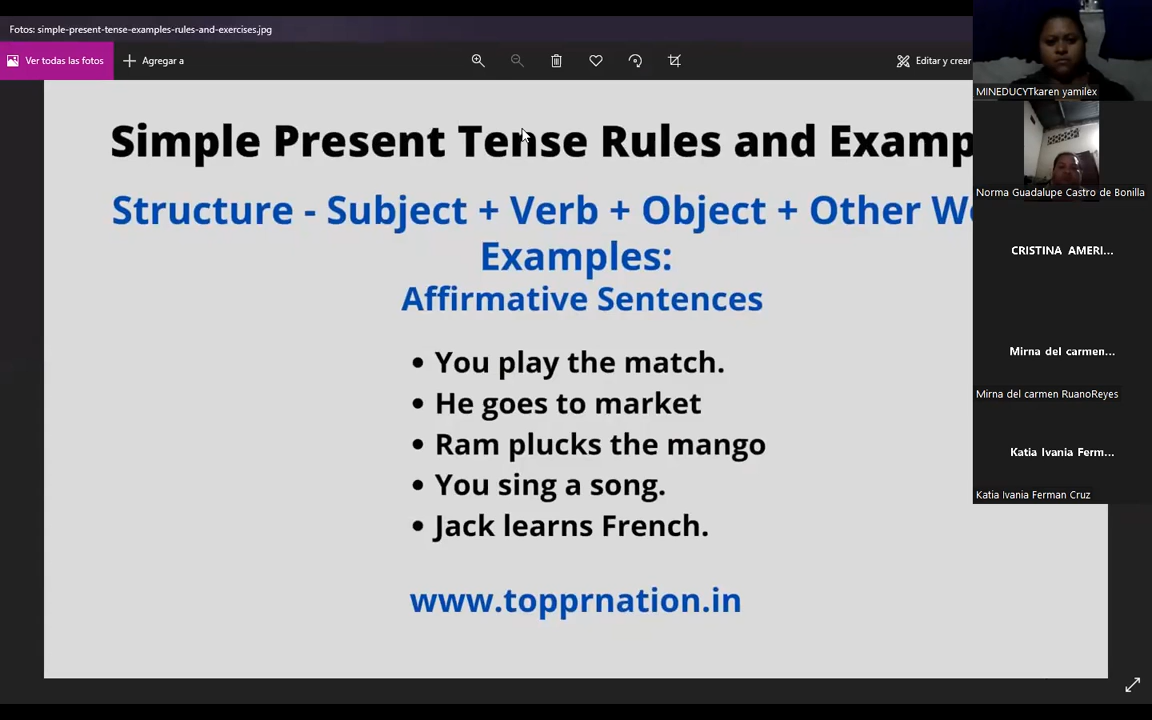 Fotos: simple-present-tense-examples-rules-and-exercises.jpg
Ver todas las fotos
Agregar a
Editar y crear
Simple Present Tense Rules and Examp
Structure - Subject + Verb + Object + Other W
Examples:
Affirmative Sentences
• You play the match.
• He goes to market
• Ram plucks the mango
• You sing a song.
• Jack learns French.
www.topprnation.in
MINEDUCYTkaren yamilex
Norma Guadalupe Castro de Bonilla
CRISTINA AMERI...
Mirna del carmen...
Mirna del carmen RuanoReyes
Katia Ivania Ferm...
Katia Ivania Ferman Cruz